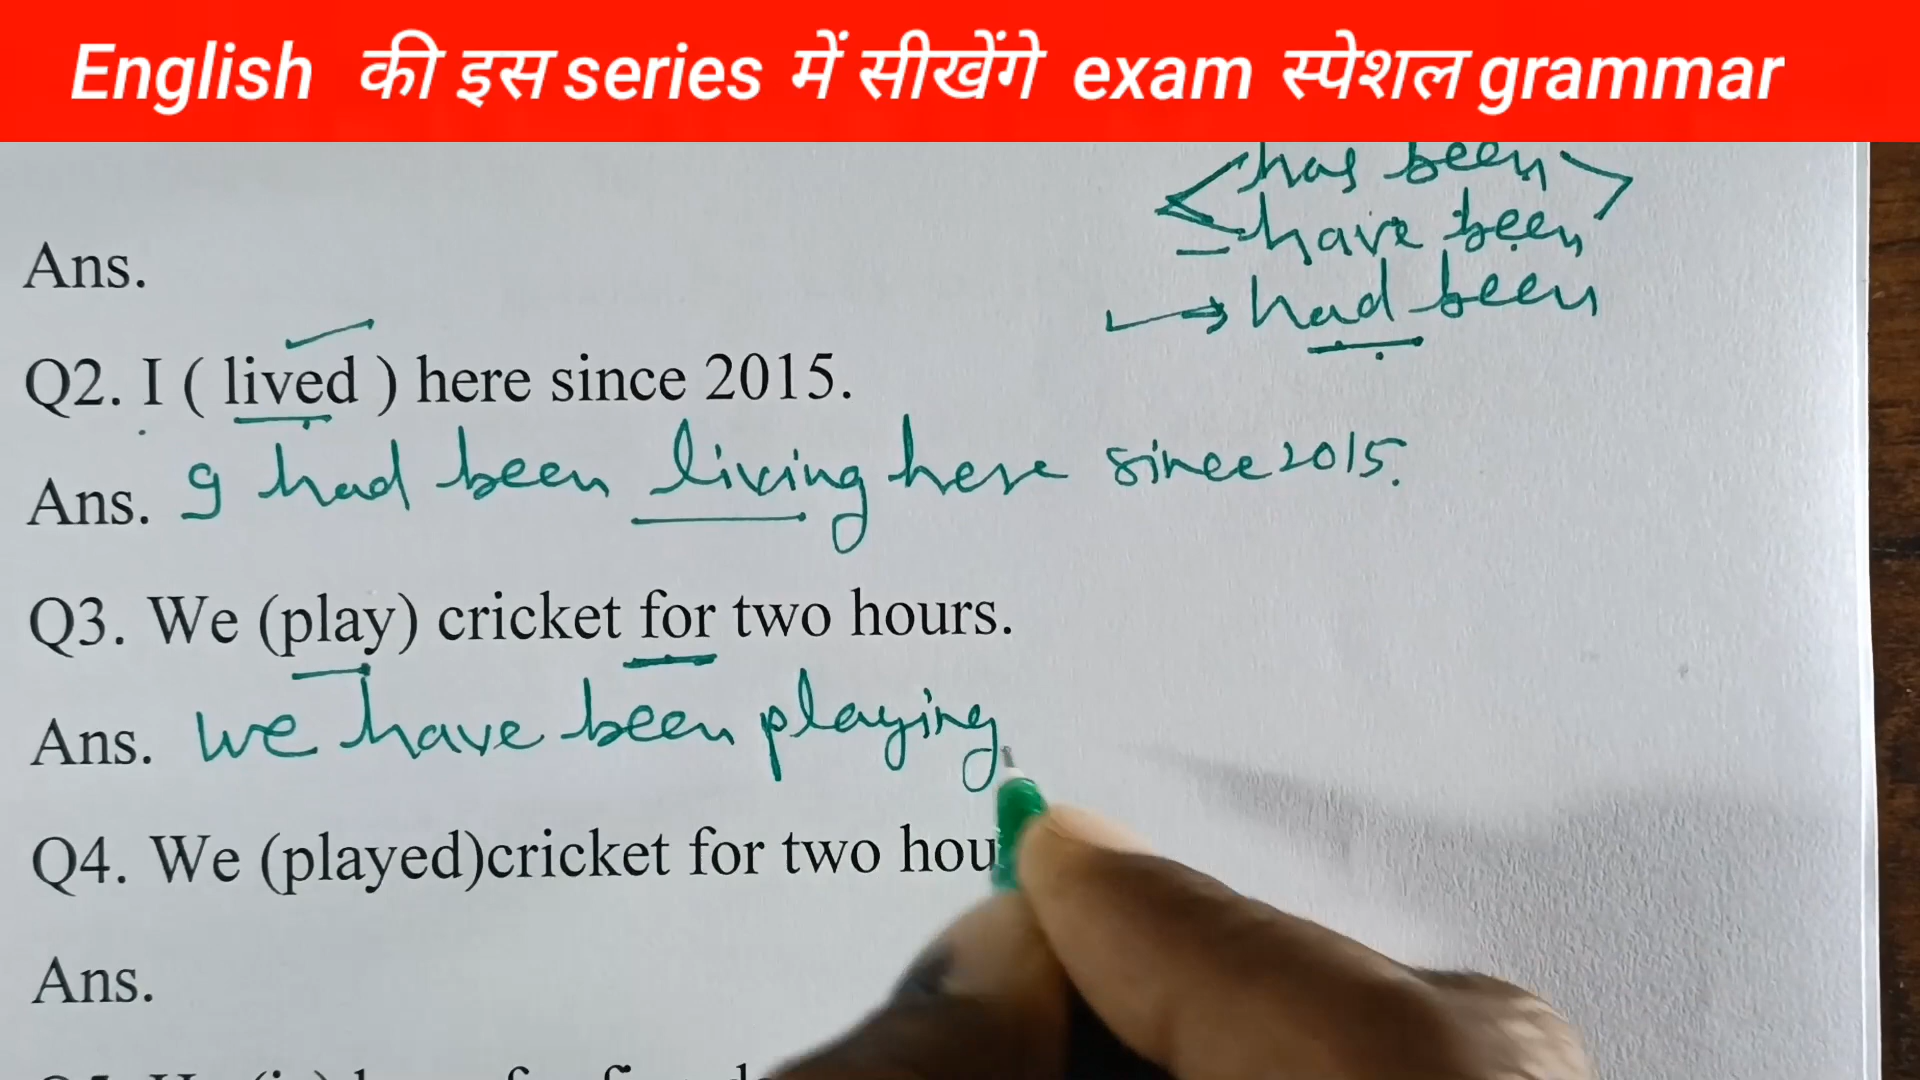 English की इस series में सीखेंगे exam स्पेशल grammar
has been
have been
had been
Ans.
Q2. I ( lived ) here since 2015.
Ans. I had been living here since 2015.
Q3. We (play) cricket for two hours.
Ans. We have been playing
Q4. We (played)cricket for two hou
Ans.